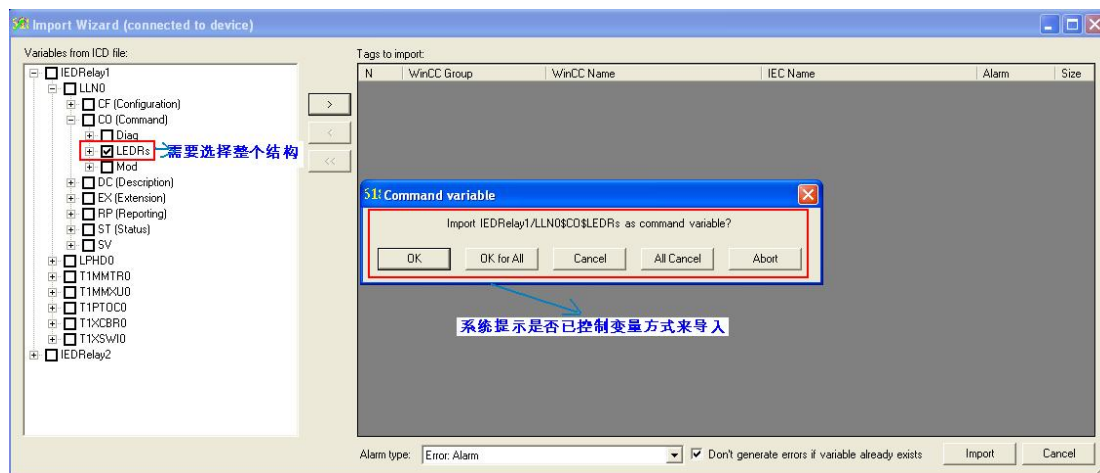 Import Wizard (connected to device)
Variables from ICD file:
Tags to import:
IEDRelay1
LLN0
CF (Configuration)
CO (Command)
Diag
LEDRs
需要选择整个结构
Mod
DC (Description)
EX (Extension)
RP (Reporting)
ST (Status)
SV
LPHD0
T1MMTR0
T1MMXU0
T1PTOC0
T1XCBR0
T1XSWI0
IEDRelay2
>
<
<<
N WinCC Group WinCC Name IEC Name Alarm Size
Command variable
Import IEDRelay1/LLN0$CO$LEDRs as command variable?
OK OK for All Cancel All Cancel Abort
系统提示是否已控制变量方式来导入
Alarm type: Error: Alarm Don't generate errors if variable already exists Import Cancel